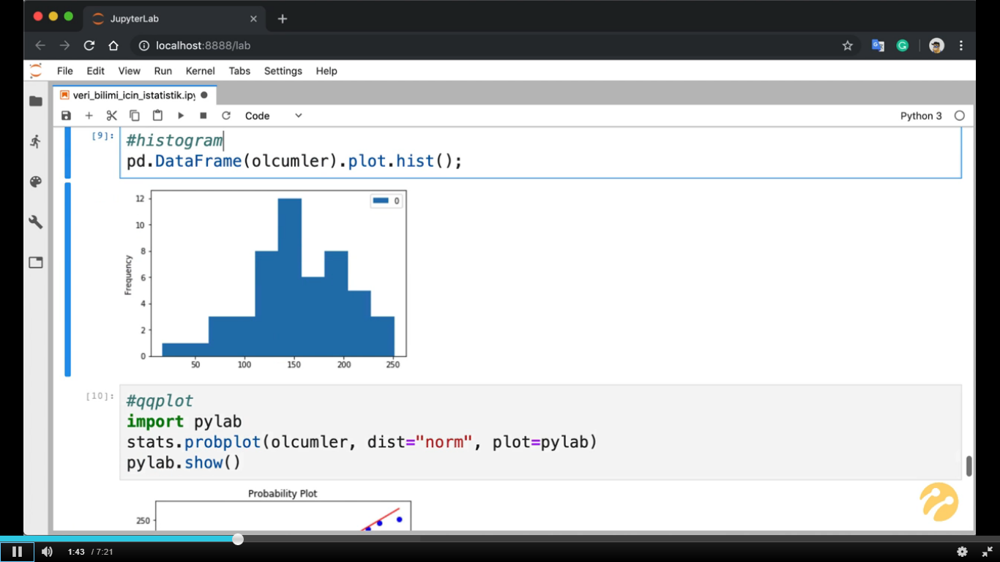 JupyterLab
localhost:8888/lab
File Edit View Run Kernel Tabs Settings Help
veri_bilimi_icin_istatistik.ipy
Code
Python 3
[9]:
#histogram
pd.DataFrame(olcumler).plot.hist();
0
12
10
8
6
4
2
0
Frequency
50 100 150 200 250
[10]:
#qqplot
import pylab
stats.probplot(olcumler, dist="norm", plot=pylab)
pylab.show()
Probability Plot
250
1:43 / 7:21